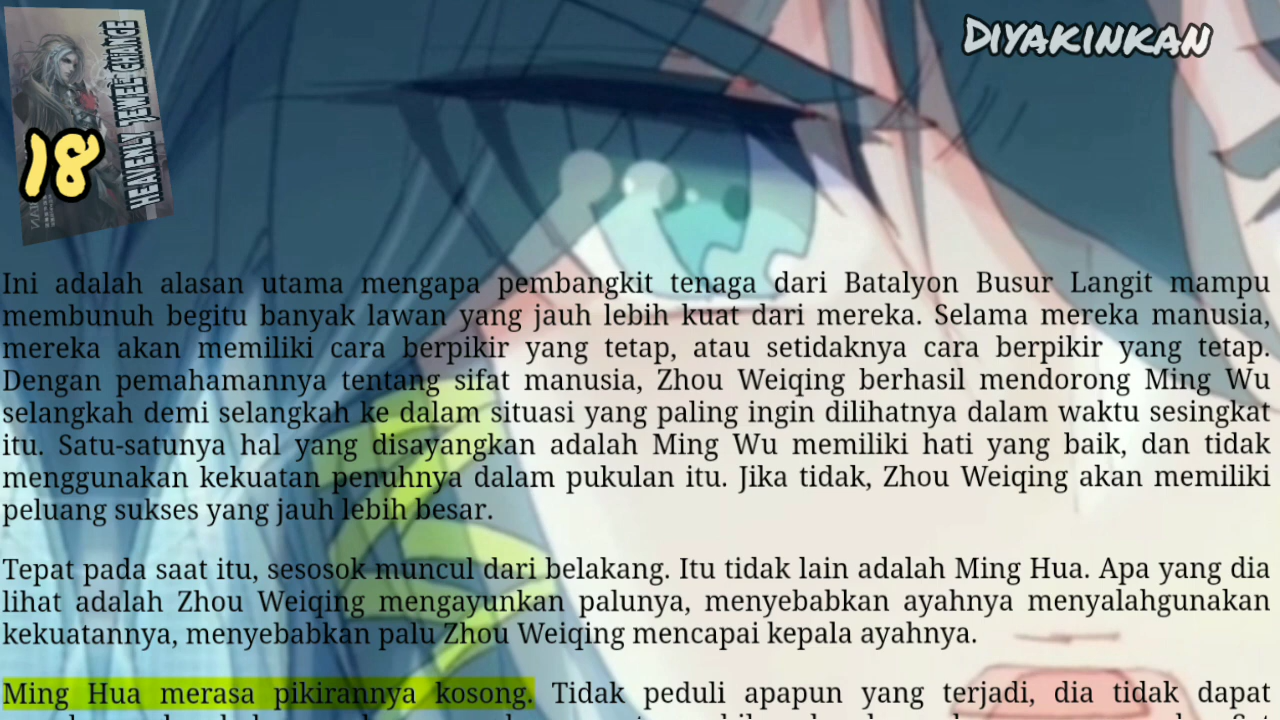 Diyakinkan
HEAVENLY JEWEL CHANGE
18
Ini adalah alasan utama mengapa pembangkit tenaga dari Batalyon Busur Langit mampu
membunuh begitu banyak lawan yang jauh lebih kuat dari mereka. Selama mereka manusia,
mereka akan memiliki cara berpikir yang tetap, atau setidaknya cara berpikir yang tetap.
Dengan pemahamannya tentang sifat manusia, Zhou Weiqing berhasil mendorong Ming Wu
selangkah demi selangkah ke dalam situasi yang paling ingin dilihatnya dalam waktu sesingkat
itu. Satu-satunya hal yang disayangkan adalah Ming Wu memiliki hati yang baik, dan tidak
menggunakan kekuatan penuhnya dalam pukulan itu. Jika tidak, Zhou Weiqing akan memiliki
peluang sukses yang jauh lebih besar.
Tepat pada saat itu, sesosok muncul dari belakang. Itu tidak lain adalah Ming Hua. Apa yang dia
lihat adalah Zhou Weiqing mengayunkan palunya, menyebabkan ayahnya menyalahgunakan
kekuatannya, menyebabkan palu Zhou Weiqing mencapai kepala ayahnya.
Ming Hua merasa pikirannya kosong. Tidak peduli apapun yang terjadi, dia tidak dapat